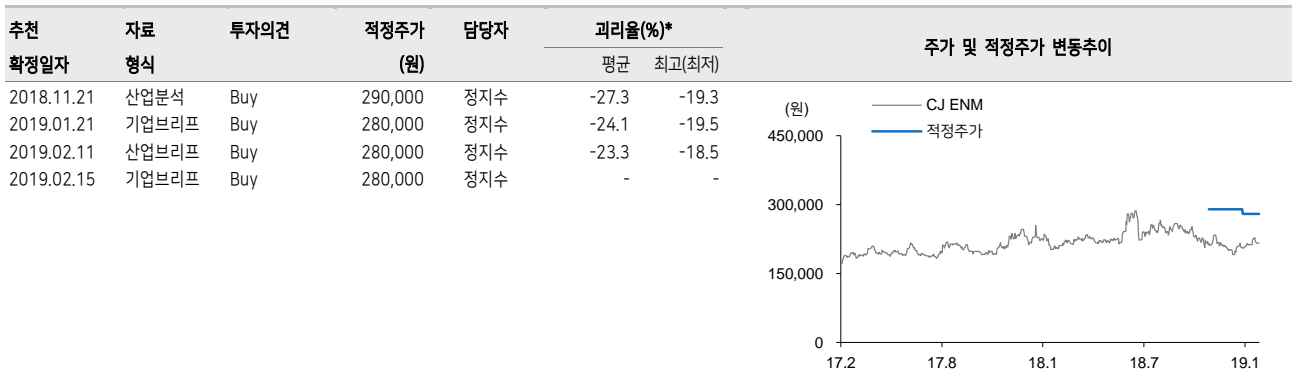 추천 자료 투자의견 적정주가 담당자 괴리율(%)*
확정일자 형식 (원) 평균 최고(최저)
2018.11.21 산업분석 Buy 290,000 정지수 -27.3 -19.3
2019.01.21 기업브리프 Buy 280,000 정지수 -24.1 -19.5
2019.02.11 산업브리프 Buy 280,000 정지수 -23.3 -18.5
2019.02.15 기업브리프 Buy 280,000 정지수 - -
주가 및 적정주가 변동추이
(원)
CJ ENM
적정주가
450,000
300,000
150,000
0
17.2 17.8 18.1 18.7 19.1